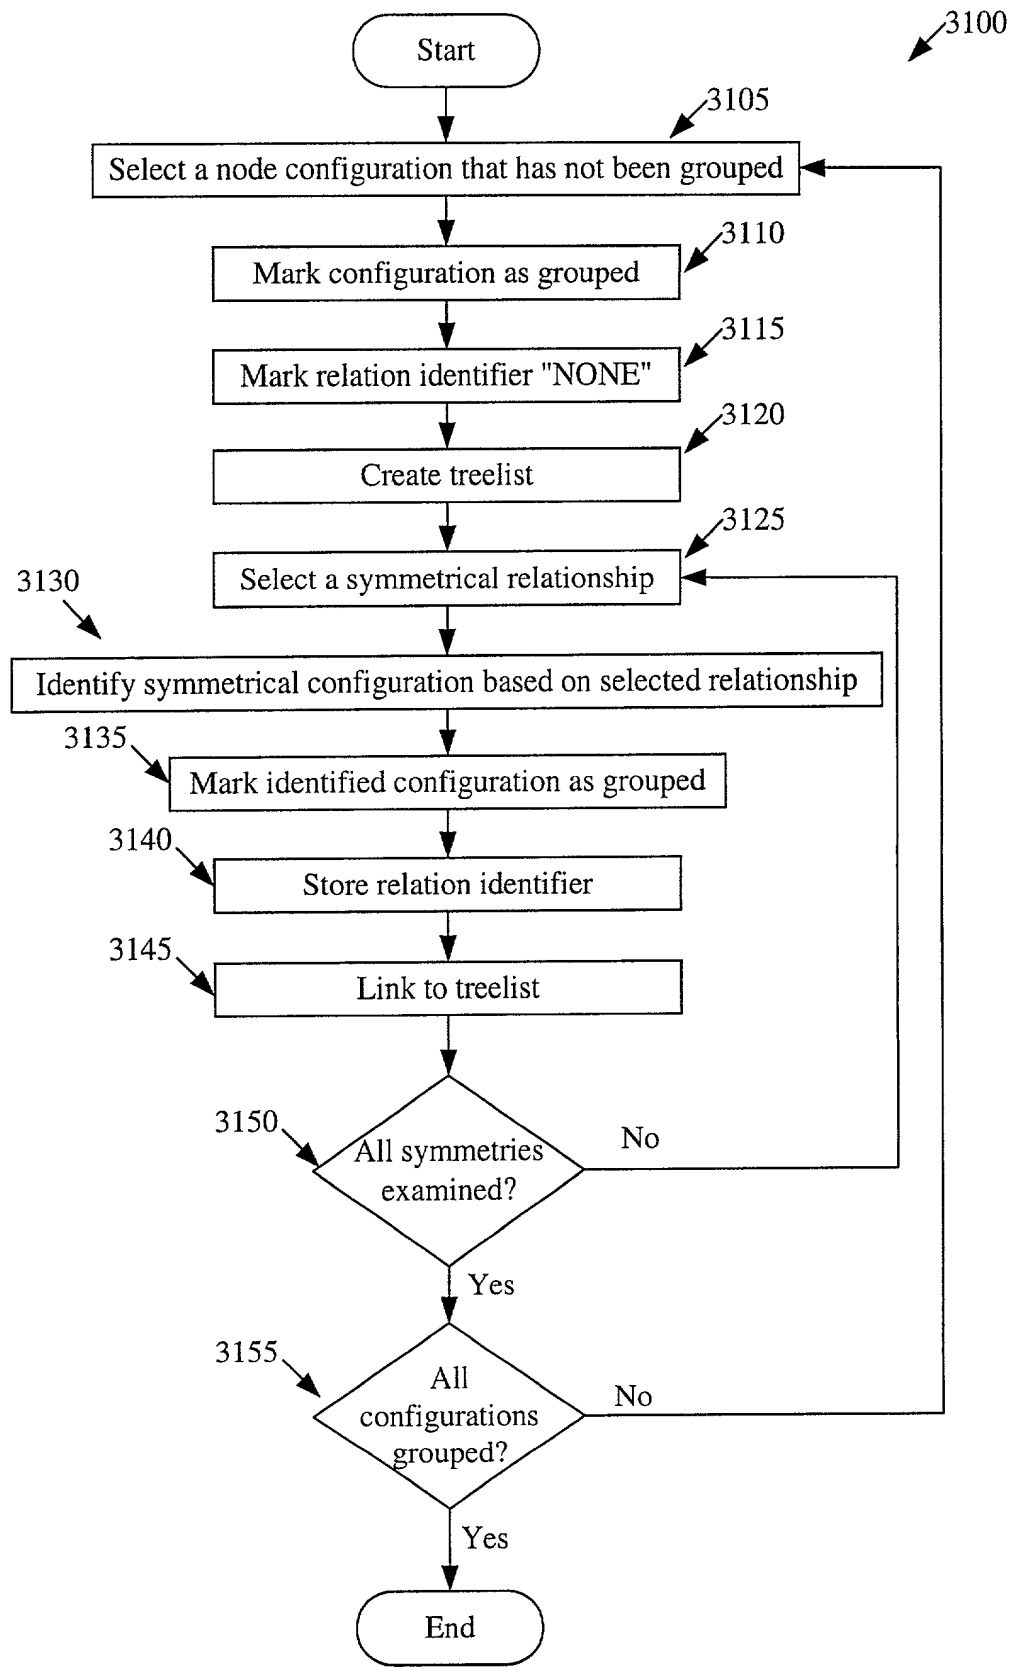 3100
Start
3105
Select a node configuration that has not been grouped
3110
Mark configuration as grouped
3115
Mark relation identifier "NONE"
3120
Create treelist
3125
Select a symmetrical relationship
3130
Identify symmetrical configuration based on selected relationship
3135
Mark identified configuration as grouped
3140
Store relation identifier
3145
Link to treelist
3150
All symmetries
examined?
No
Yes
3155
All
configurations
grouped?
No
Yes
End